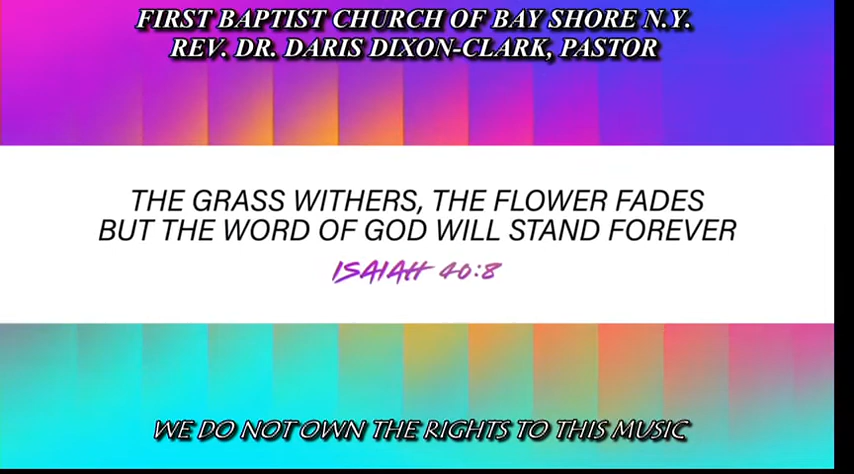 FIRST BAPTIST CHURCH OF BAY SHORE N.Y.
REV. DR. DARIS DIXON-CLARK, PASTOR
THE GRASS WITHERS, THE FLOWER FADES
BUT THE WORD OF GOD WILL STAND FOREVER
ISAIAH 40:8
WE DO NOT OWN THE RIGHTS TO THIS MUSIC